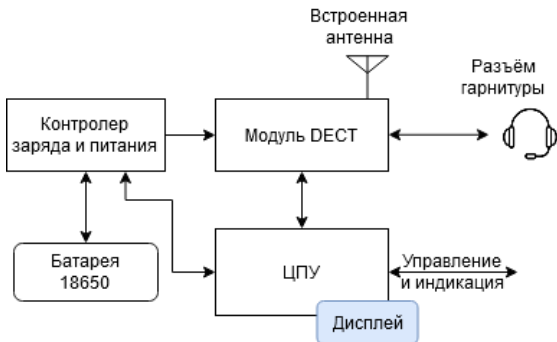 Встроенная
антенна
Разъём
гарнитуры
Контролер
заряда и питания
Модуль DECT
Батарея
18650
ЦПУ
Управление
и индикация
Дисплей